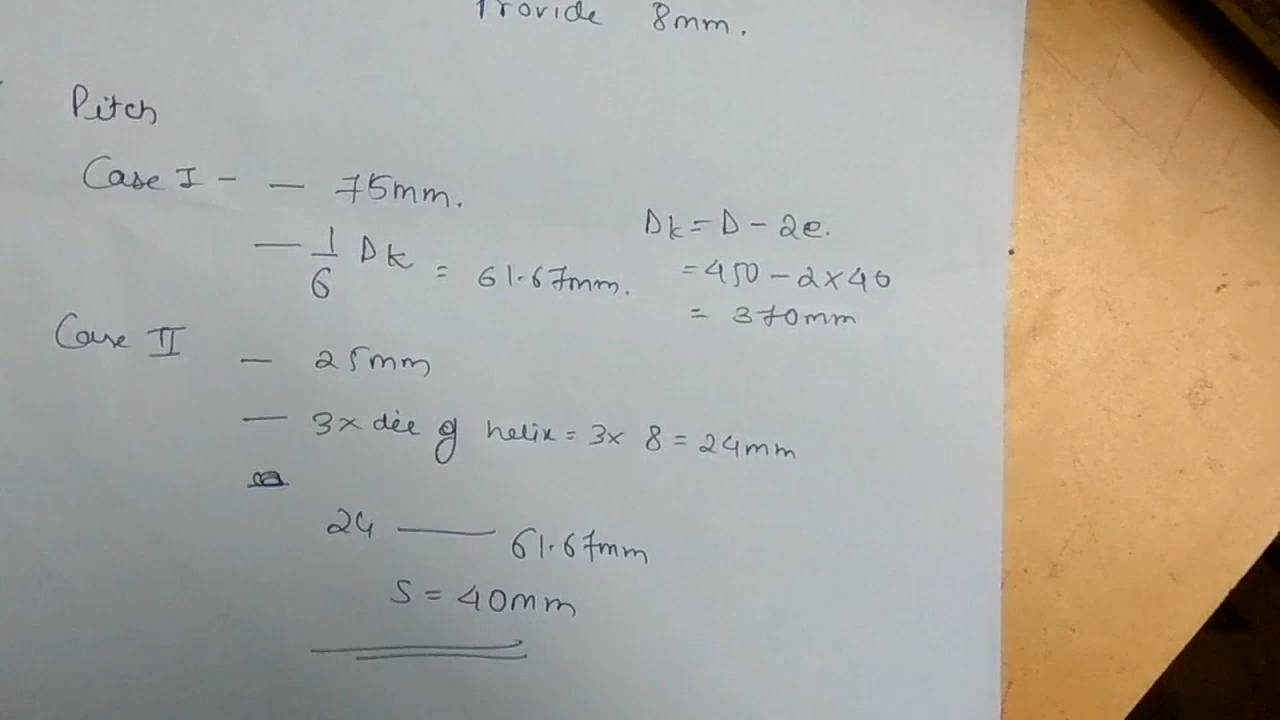 Provide 8mm.
Pitch
Case I - — 75mm.
— 1/6 Dk = 61.67mm.
Dk = D - 2e.
= 450 - 2x40
= 370mm
Case II
— 25mm
— 3x dia of helix = 3x 8 = 24mm
24 —— 61.67mm
S = 40mm